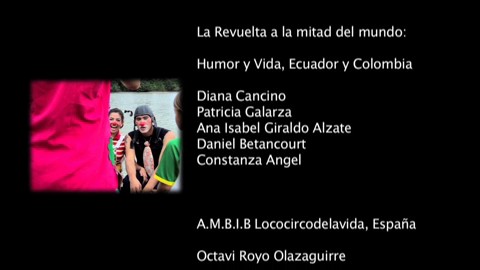 La Revuelta a la mitad del mundo:
Humor y Vida, Ecuador y Colombia
Diana Cancino
Patricia Galarza
Ana Isabel Giraldo Alzate
Daniel Betancourt
Constanza Angel
A.M.B.I.B Lococircodelavida, España
Octavi Royo Olazaguirre